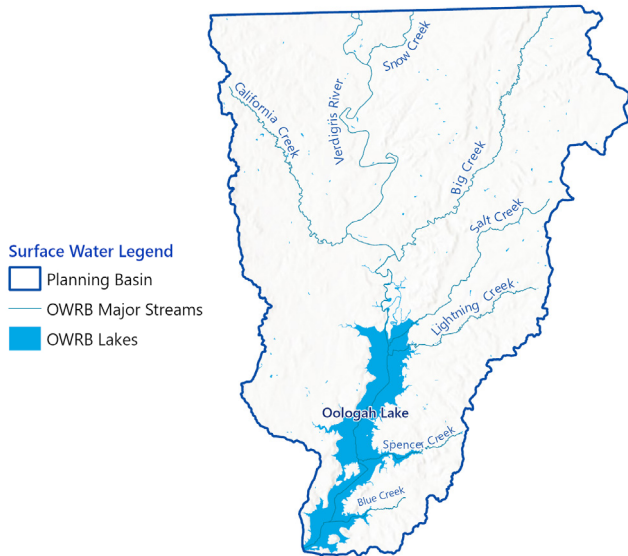 Snow Creek
Verdigris River
California Creek
Big Creek
Salt Creek
Surface Water Legend
Planning Basin
OWRB Major Streams
Lightning Creek
OWRB Lakes
Oologah Lake
Spencer Creek
Blue Creek